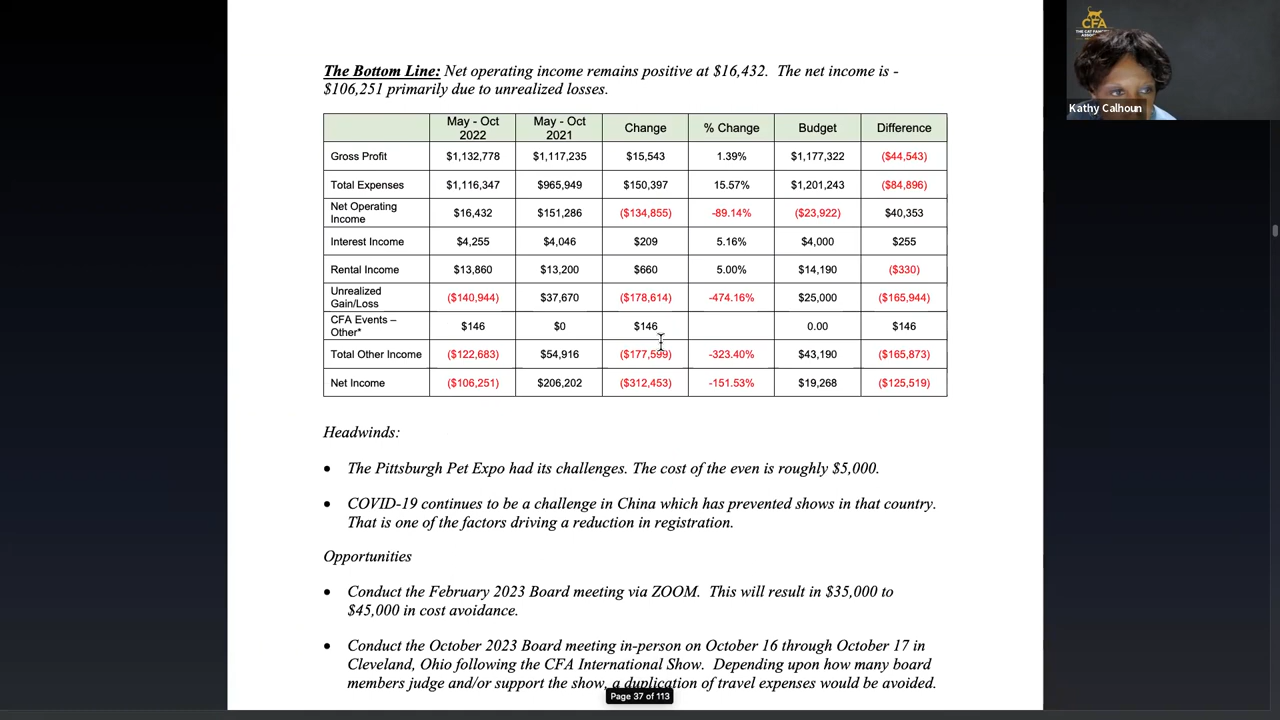 The Bottom Line: Net operating income remains positive at $16,432. The net income is -
$106,251 primarily due to unrealized losses.
May - Oct 2022 May - Oct 2021 Change % Change Budget Difference
Gross Profit $1,132,778 $1,117,235 $15,543 1.39% $1,177,322 ($44,543)
Total Expenses $1,116,347 $965,949 $150,397 15.57% $1,201,243 ($84,896)
Net Operating Income $16,432 $151,286 ($134,855) -89.14% ($23,922) $40,353
Interest Income $4,255 $4,046 $209 5.16% $4,000 $255
Rental Income $13,860 $13,200 $660 5.00% $14,190 ($330)
Unrealized Gain/Loss ($140,944) $37,670 ($178,614) -474.16% $25,000 ($165,944)
CFA Events – Other* $146 $0 $146 0.00 $146
Total Other Income ($122,683) $54,916 ($177,599) -323.40% $43,190 ($165,873)
Net Income ($106,251) $206,202 ($312,453) -151.53% $19,268 ($125,519)
Headwinds:
• The Pittsburgh Pet Expo had its challenges. The cost of the even is roughly $5,000.
• COVID-19 continues to be a challenge in China which has prevented shows in that country.
That is one of the factors driving a reduction in registration.
Opportunities
• Conduct the February 2023 Board meeting via ZOOM. This will result in $35,000 to
$45,000 in cost avoidance.
• Conduct the October 2023 Board meeting in-person on October 16 through October 17 in
Cleveland, Ohio following the CFA International Show. Depending upon how many board
members judge and/or support the show, a duplication of travel expenses would be avoided.
Page 37 of 113
CFA
Kathy Calhoun